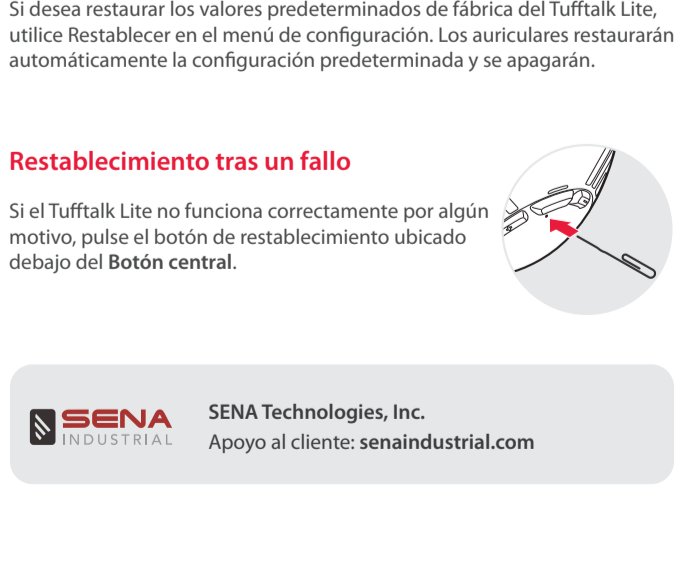 Si desea restaurar los valores predeterminados de fábrica del Tufftalk Lite,
utilice Restablecer en el menú de configuración. Los auriculares restaurarán
automáticamente la configuración predeterminada y se apagarán.
Restablecimiento tras un fallo
Si el Tufftalk Lite no funciona correctamente por algún
motivo, pulse el botón de restablecimiento ubicado
debajo del Botón central.
SENA
INDUSTRIAL
SENA Technologies, Inc.
Apoyo al cliente: senaindustrial.com